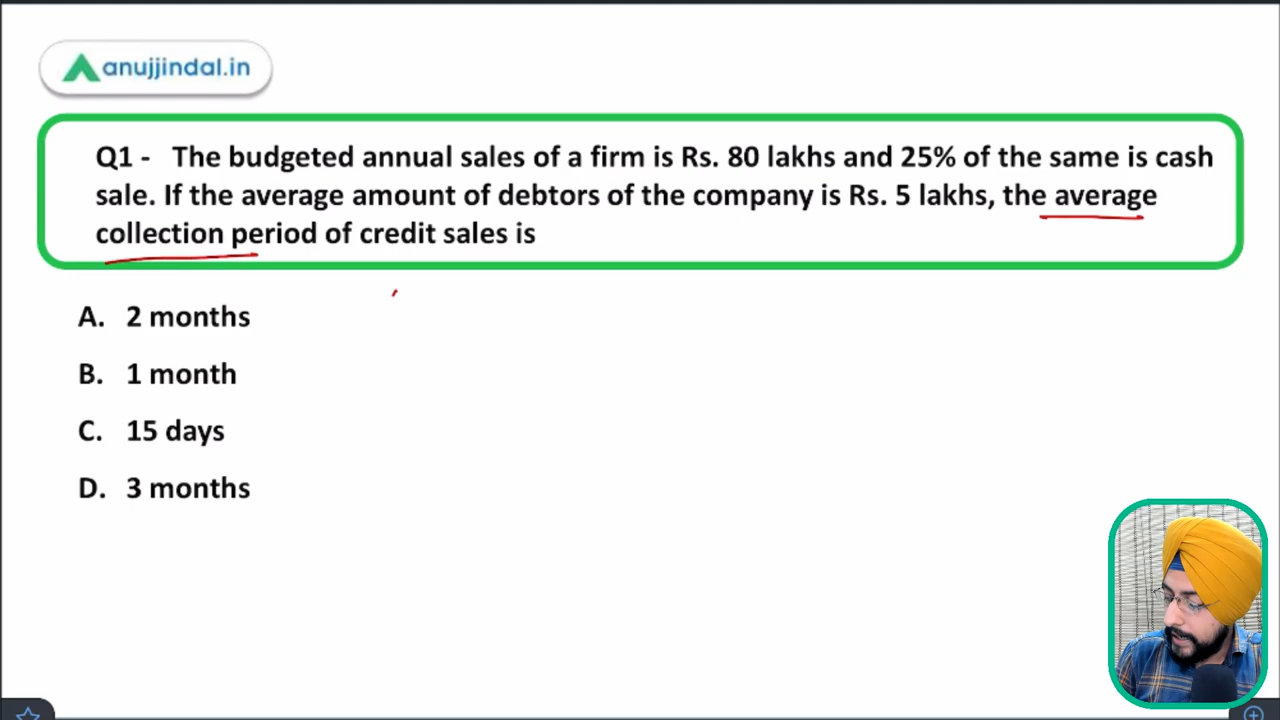 anujjindal.in
Q1 - The budgeted annual sales of a firm is Rs. 80 lakhs and 25% of the same is cash
sale. If the average amount of debtors of the company is Rs. 5 lakhs, the average
collection period of credit sales is
A. 2 months
B. 1 month
C. 15 days
D. 3 months